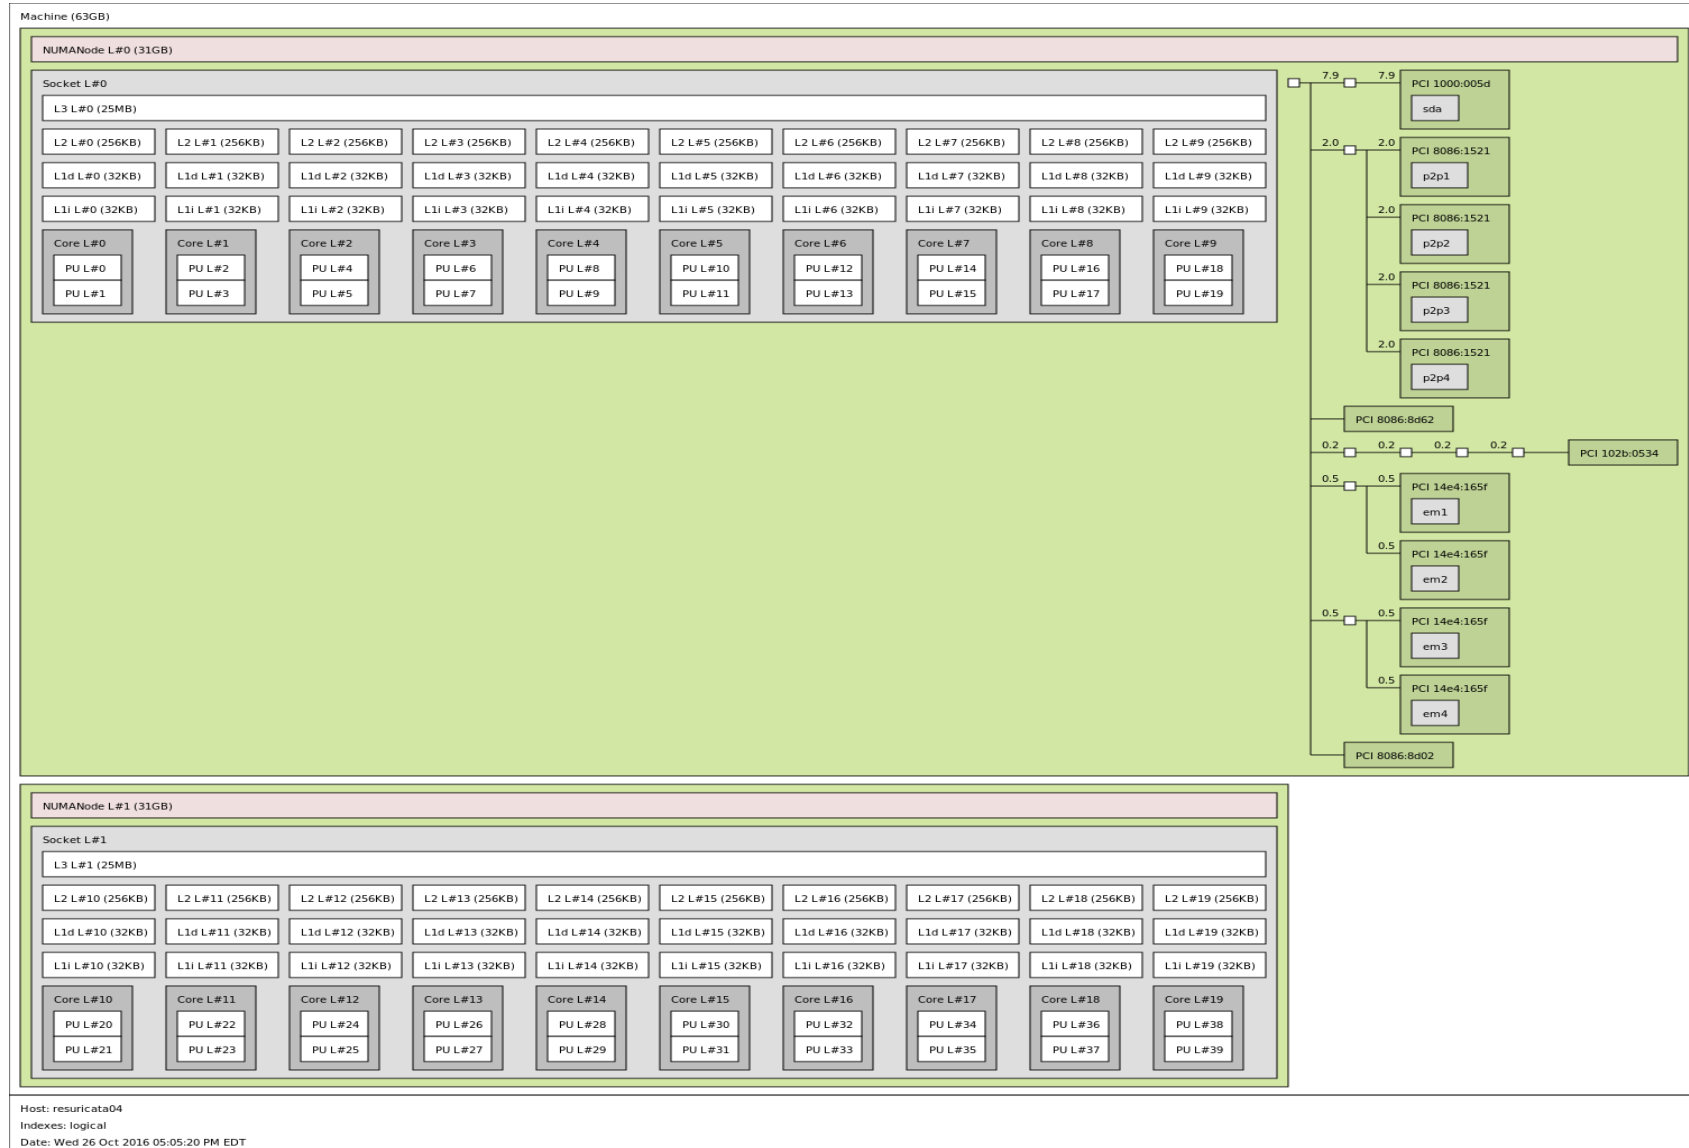 Machine (63GB)
NUMANode L#0 (31GB)
Socket L#0
L3 L#0 (25MB)
L2 L#0 (256KB) L2 L#1 (256KB) L2 L#2 (256KB) L2 L#3 (256KB) L2 L#4 (256KB) L2 L#5 (256KB) L2 L#6 (256KB) L2 L#7 (256KB) L2 L#8 (256KB) L2 L#9 (256KB)
L1d L#0 (32KB) L1d L#1 (32KB) L1d L#2 (32KB) L1d L#3 (32KB) L1d L#4 (32KB) L1d L#5 (32KB) L1d L#6 (32KB) L1d L#7 (32KB) L1d L#8 (32KB) L1d L#9 (32KB)
L1i L#0 (32KB) L1i L#1 (32KB) L1i L#2 (32KB) L1i L#3 (32KB) L1i L#4 (32KB) L1i L#5 (32KB) L1i L#6 (32KB) L1i L#7 (32KB) L1i L#8 (32KB) L1i L#9 (32KB)
Core L#0 Core L#1 Core L#2 Core L#3 Core L#4 Core L#5 Core L#6 Core L#7 Core L#8 Core L#9
PU L#0 PU L#2 PU L#4 PU L#6 PU L#8 PU L#10 PU L#12 PU L#14 PU L#16 PU L#18
PU L#1 PU L#3 PU L#5 PU L#7 PU L#9 PU L#11 PU L#13 PU L#15 PU L#17 PU L#19
7.9 7.9 PCI 1000:005d
sda
2.0 2.0 PCI 8086:1521
p2p1
2.0 PCI 8086:1521
p2p2
2.0 PCI 8086:1521
p2p3
2.0 PCI 8086:1521
p2p4
PCI 8086:8d62
0.2 0.2 0.2 0.2 PCI 102b:0534
0.5 0.5 PCI 14e4:165f
em1
0.5 PCI 14e4:165f
em2
0.5 0.5 PCI 14e4:165f
em3
0.5 PCI 14e4:165f
em4
PCI 8086:8d02
NUMANode L#1 (31GB)
Socket L#1
L3 L#1 (25MB)
L2 L#10 (256KB) L2 L#11 (256KB) L2 L#12 (256KB) L2 L#13 (256KB) L2 L#14 (256KB) L2 L#15 (256KB) L2 L#16 (256KB) L2 L#17 (256KB) L2 L#18 (256KB) L2 L#19 (256KB)
L1d L#10 (32KB) L1d L#11 (32KB) L1d L#12 (32KB) L1d L#13 (32KB) L1d L#14 (32KB) L1d L#15 (32KB) L1d L#16 (32KB) L1d L#17 (32KB) L1d L#18 (32KB) L1d L#19 (32KB)
L1i L#10 (32KB) L1i L#11 (32KB) L1i L#12 (32KB) L1i L#13 (32KB) L1i L#14 (32KB) L1i L#15 (32KB) L1i L#16 (32KB) L1i L#17 (32KB) L1i L#18 (32KB) L1i L#19 (32KB)
Core L#10 Core L#11 Core L#12 Core L#13 Core L#14 Core L#15 Core L#16 Core L#17 Core L#18 Core L#19
PU L#20 PU L#22 PU L#24 PU L#26 PU L#28 PU L#30 PU L#32 PU L#34 PU L#36 PU L#38
PU L#21 PU L#23 PU L#25 PU L#27 PU L#29 PU L#31 PU L#33 PU L#35 PU L#37 PU L#39
Host: resuricata04
Indexes: logical
Date: Wed 26 Oct 2016 05:05:20 PM EDT